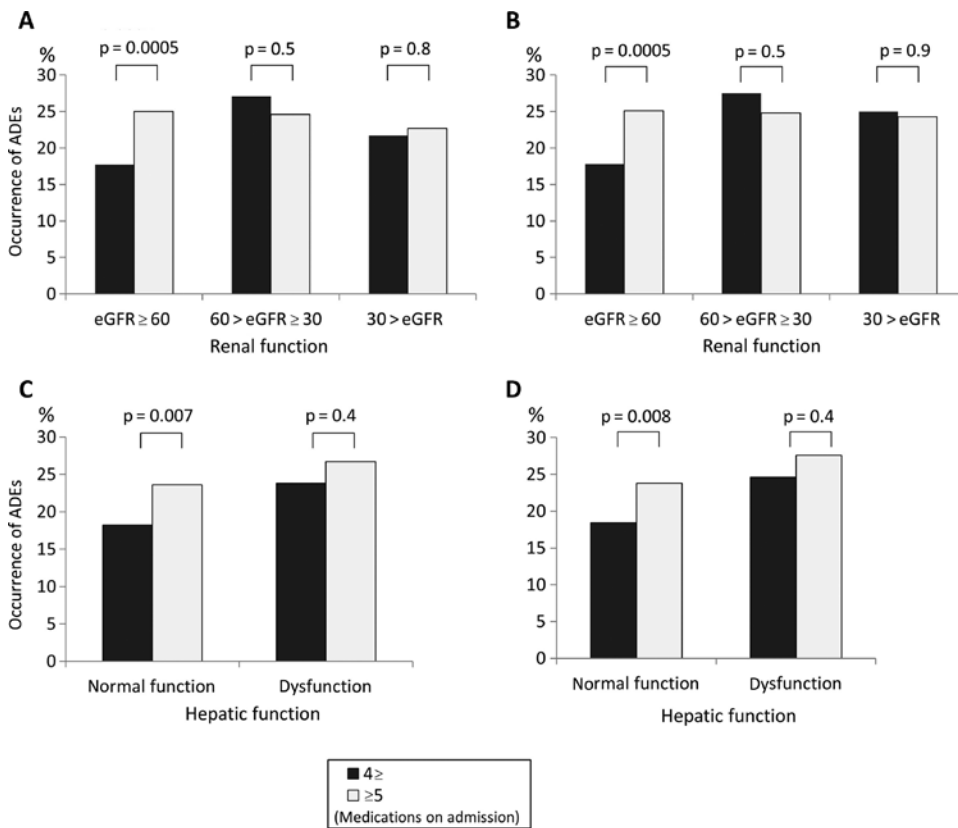 A
%
p = 0.0005
p = 0.5
p = 0.8
Occurrence of ADEs
30
25
20
15
10
5
0
eGFR ≥ 60
60 > eGFR ≥ 30
30 > eGFR
Renal function
B
%
p = 0.0005
p = 0.5
p = 0.9
30
25
20
15
10
5
0
eGFR ≥ 60
60 > eGFR ≥ 30
30 > eGFR
Renal function
C
%
p = 0.007
p = 0.4
Occurrence of ADEs
30
25
20
15
10
5
0
Normal function
Dysfunction
Hepatic function
D
%
p = 0.008
p = 0.4
30
25
20
15
10
5
0
Normal function
Dysfunction
Hepatic function
4≥
≥5
(Medications on admission)